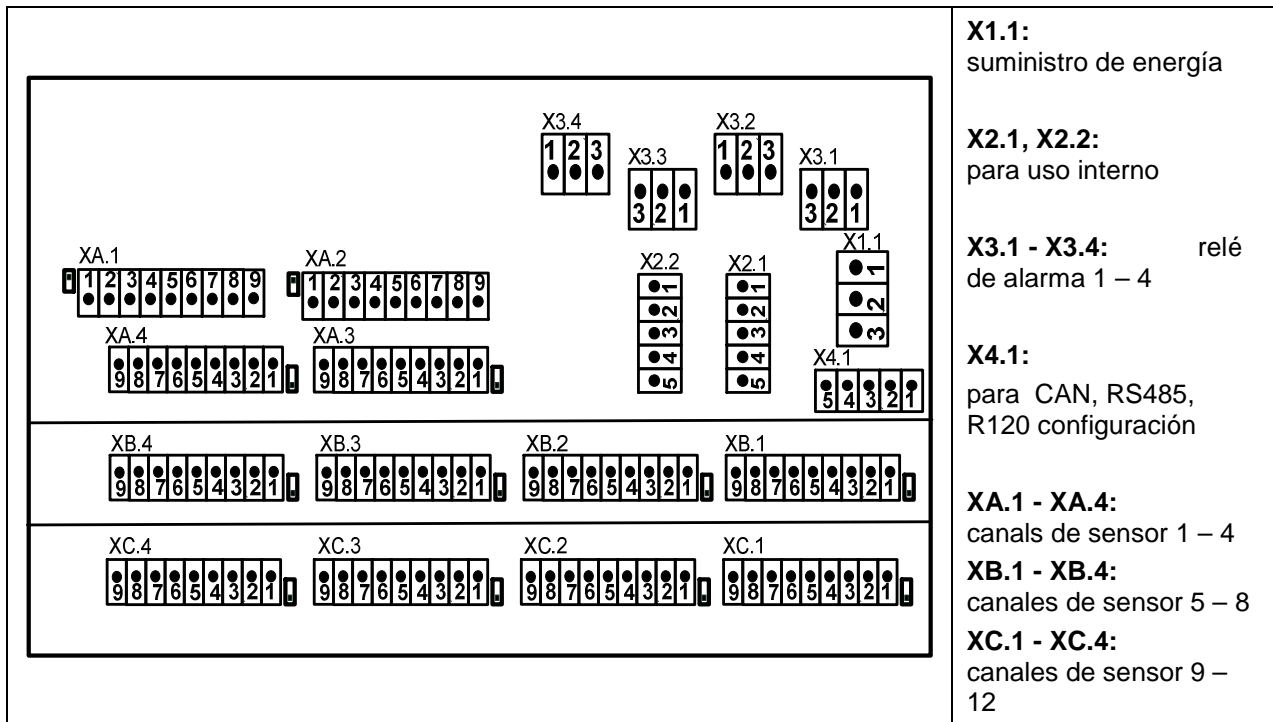 X3.4
1 2 3
X3.3
3 2 1
X3.2
1 2 3
X3.1
3 2 1
XA.1
1 2 3 4 5 6 7 8 9
XA.2
1 2 3 4 5 6 7 8 9
X2.2
1
2
3
4
5
X2.1
1
2
3
4
5
X1.1
1
2
3
XA.4
9 8 7 6 5 4 3 2 1
XA.3
9 8 7 6 5 4 3 2 1
X4.1
5 4 3 2 1
XB.4
9 8 7 6 5 4 3 2 1
XB.3
9 8 7 6 5 4 3 2 1
XB.2
9 8 7 6 5 4 3 2 1
XB.1
9 8 7 6 5 4 3 2 1
XC.4
9 8 7 6 5 4 3 2 1
XC.3
9 8 7 6 5 4 3 2 1
XC.2
9 8 7 6 5 4 3 2 1
XC.1
9 8 7 6 5 4 3 2 1
X1.1:
suministro de energía
X2.1, X2.2:
para uso interno
X3.1 - X3.4: relé
de alarma 1 – 4
X4.1:
para CAN, RS485,
R120 configuración
XA.1 - XA.4:
canals de sensor 1 – 4
XB.1 - XB.4:
canales de sensor 5 – 8
XC.1 - XC.4:
canales de sensor 9 –
12